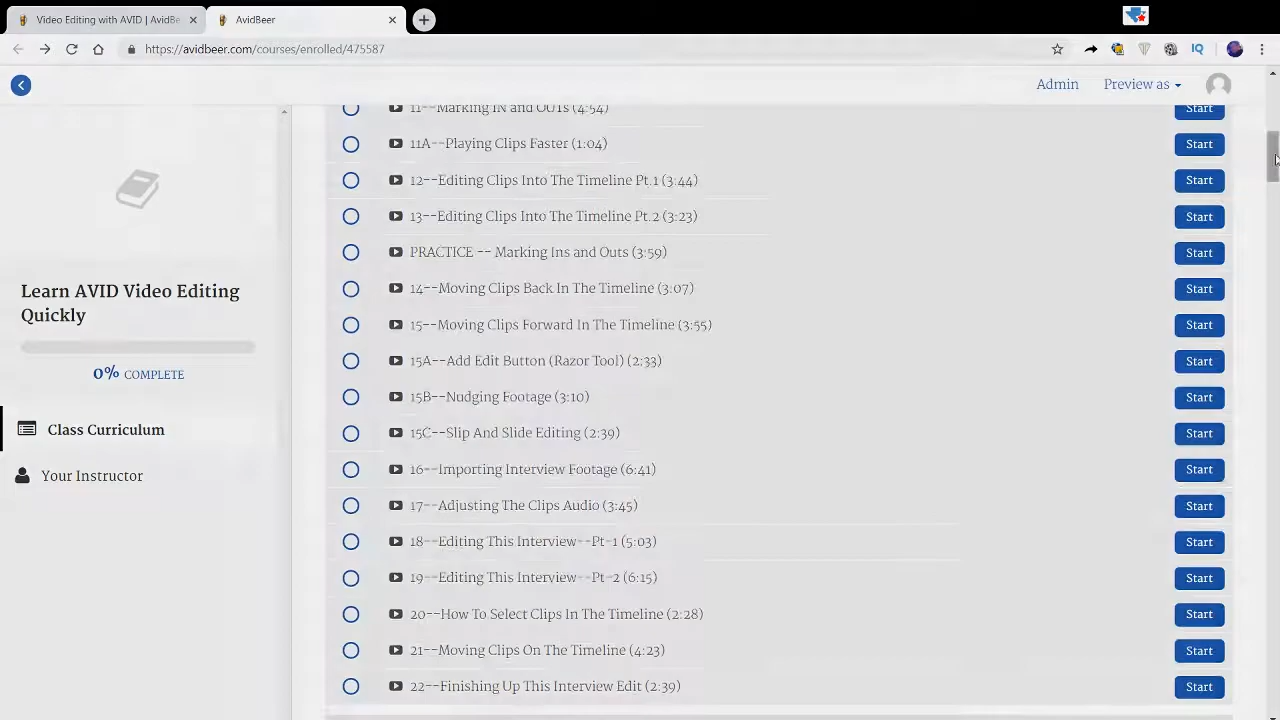 Video Editing with AVID | AvidBe
AvidBeer
https://avidbeer.com/courses/enrolled/475587
IQ
Admin
Preview as
Learn AVID Video Editing
Quickly
0% COMPLETE
Class Curriculum
Your Instructor
11--Marking IN and OUTs (4:54)
Start
11A--Playing Clips Faster (1:04)
Start
12--Editing Clips Into The Timeline Pt.1 (3:44)
Start
13--Editing Clips Into The Timeline Pt.2 (3:23)
Start
PRACTICE -- Marking Ins and Outs (3:59)
Start
14--Moving Clips Back In The Timeline (3:07)
Start
15--Moving Clips Forward In The Timeline (3:55)
Start
15A--Add Edit Button (Razor Tool) (2:33)
Start
15B--Nudging Footage (3:10)
Start
15C--Slip And Slide Editing (2:39)
Start
16--Importing Interview Footage (6:41)
Start
17--Adjusting The Clips Audio (3:45)
Start
18--Editing This Interview--Pt-1 (5:03)
Start
19--Editing This Interview--Pt-2 (6:15)
Start
20--How To Select Clips In The Timeline (2:28)
Start
21--Moving Clips On The Timeline (4:23)
Start
22--Finishing Up This Interview Edit (2:39)
Start